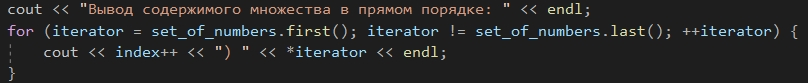 cout << "Вывод содержимого множества в прямом порядке: " << endl;
for (iterator = set_of_numbers.first(); iterator != set_of_numbers.last(); ++iterator) {
    cout << index++ << ") " << *iterator << endl;
}